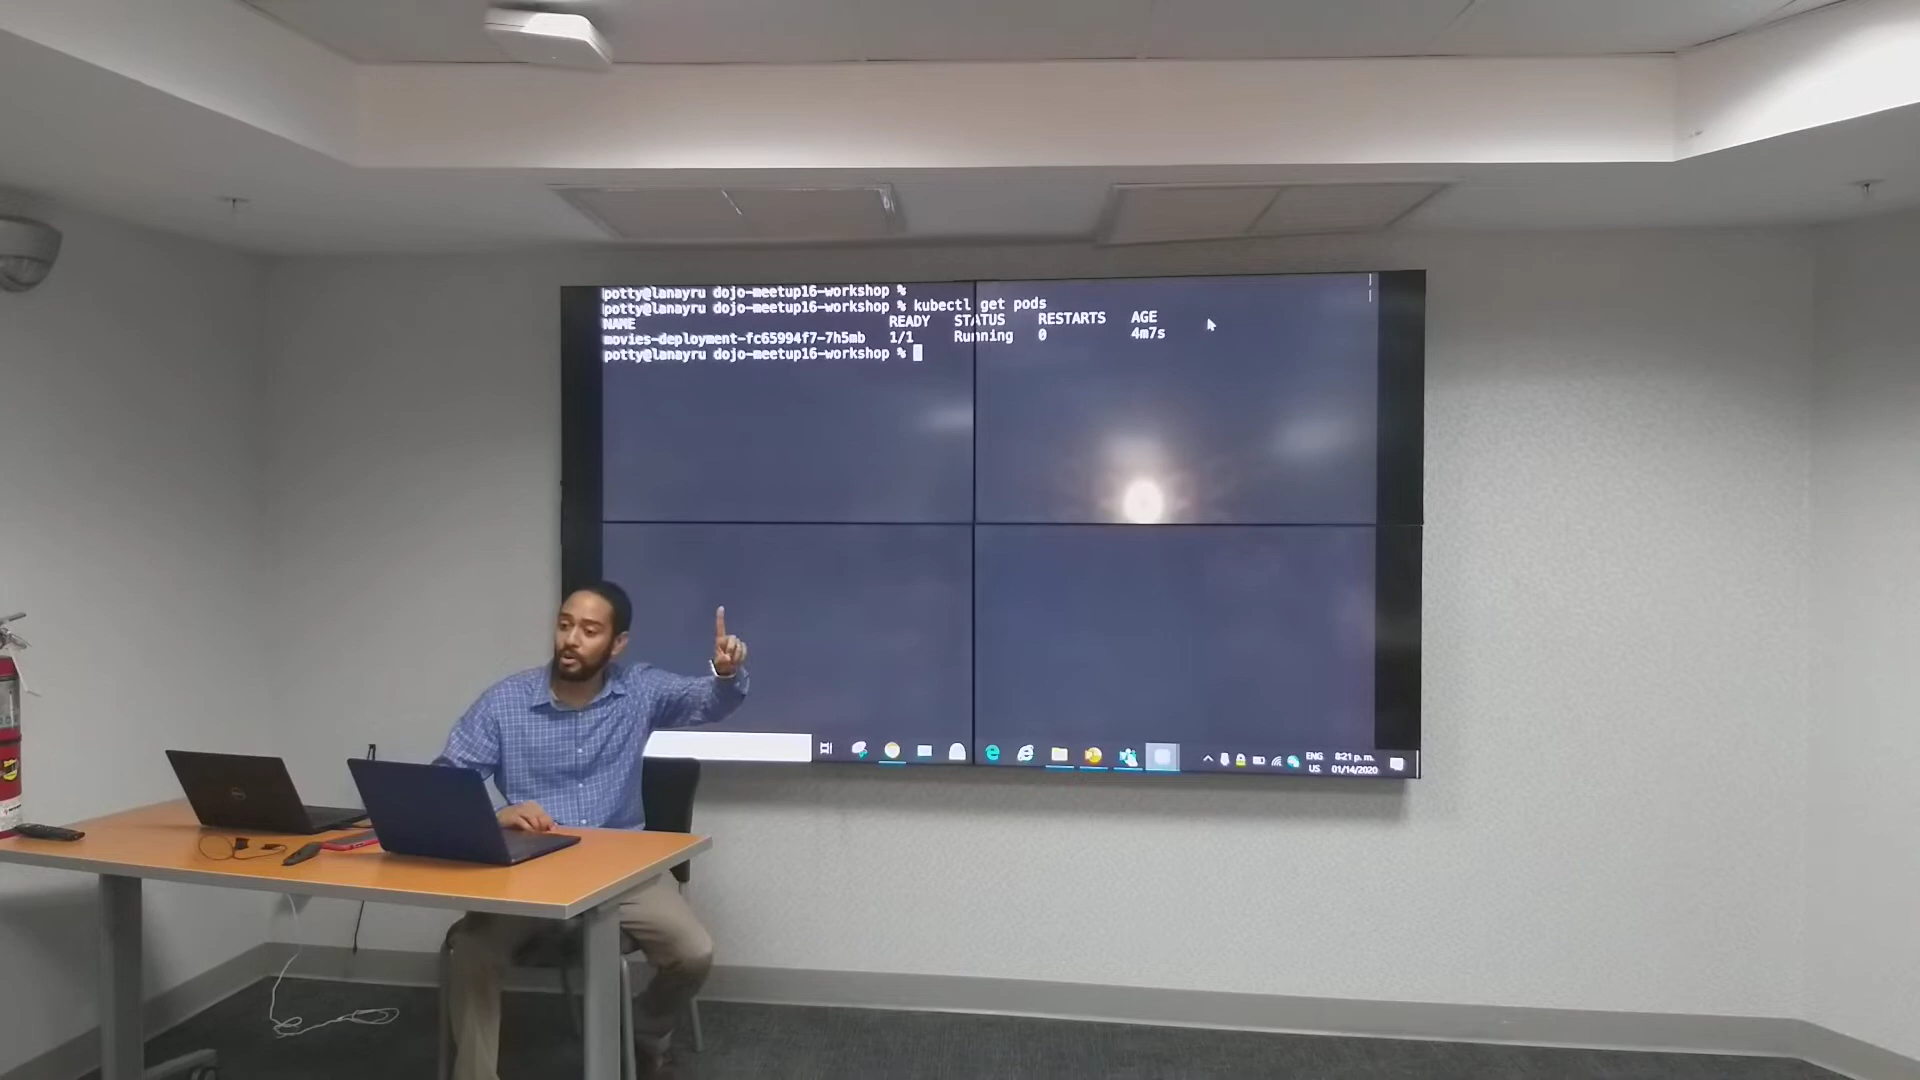 potty@lanayru dojo-meetup16-workshop %
potty@lanayru dojo-meetup16-workshop % kubectl get pods
NAME READY STATUS RESTARTS AGE
movies-deployment-fc65994f7-7h5mb 1/1 Running 0 4m7s
potty@lanayru dojo-meetup16-workshop %
ENG 8:21 p. m.
US 01/14/2020